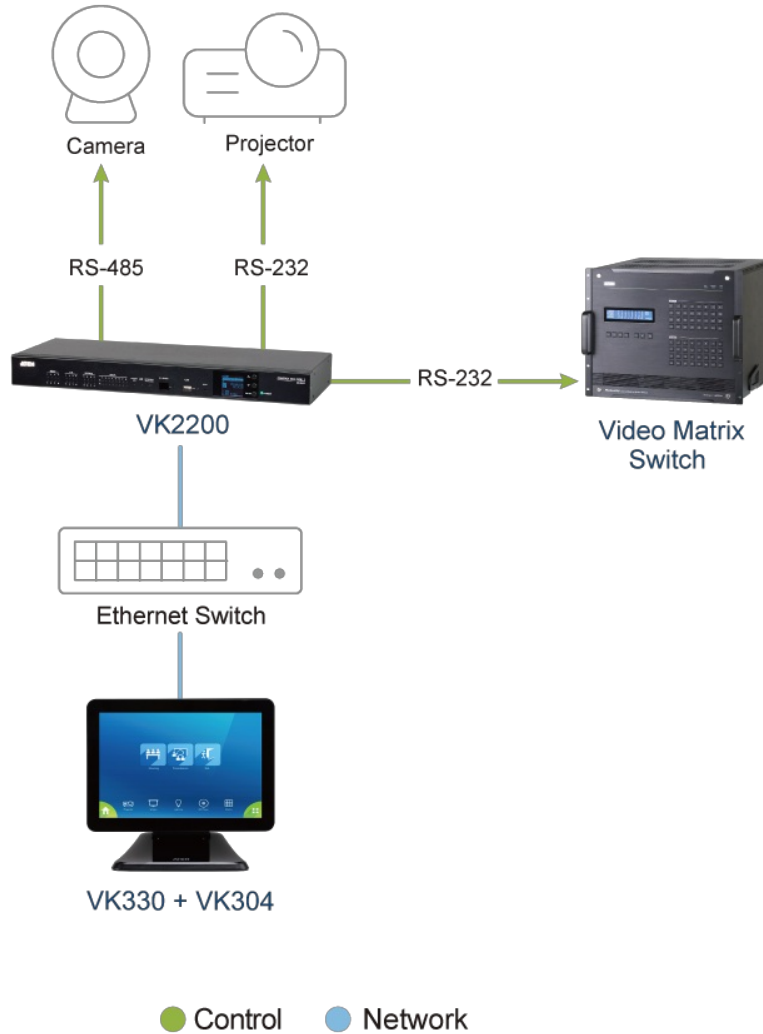 Camera
Projector
RS-485
RS-232
RS-232
VK2200
Video Matrix
Switch
Ethernet Switch
VK330 + VK304
Control
Network